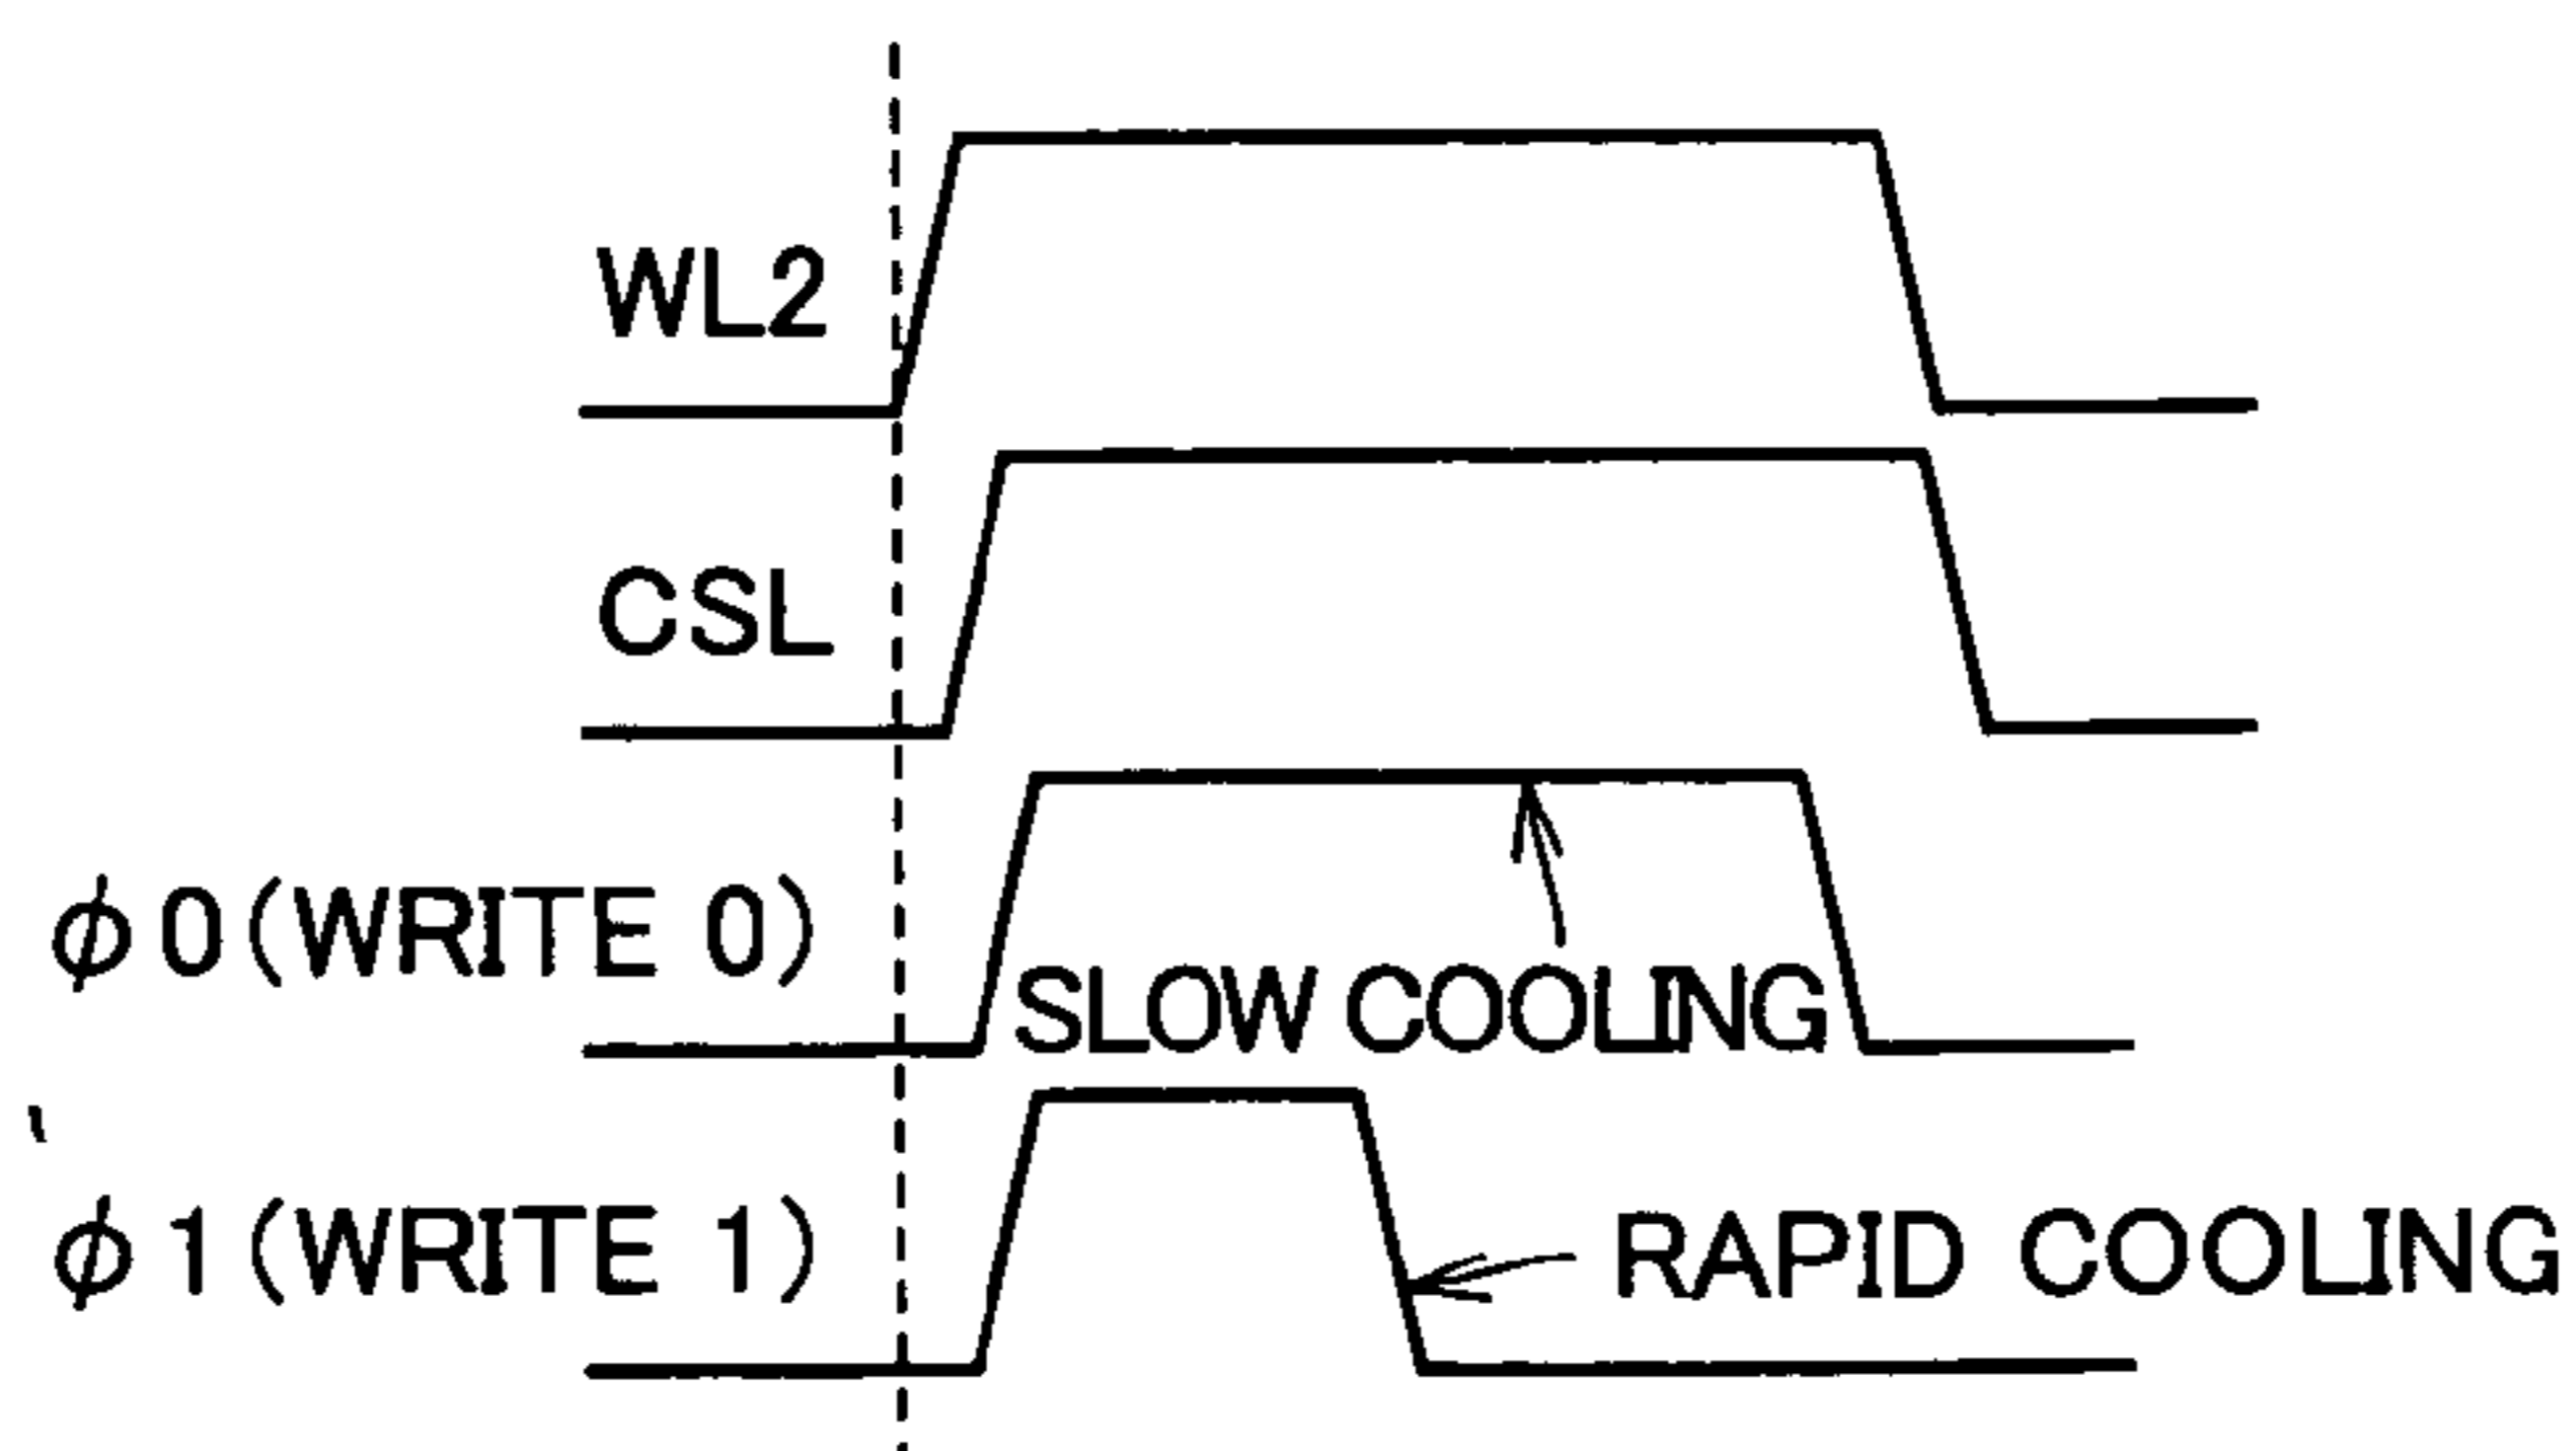 WL2
CSL
φ0(WRITE 0)
SLOW COOLING
φ1(WRITE 1)
RAPID COOLING